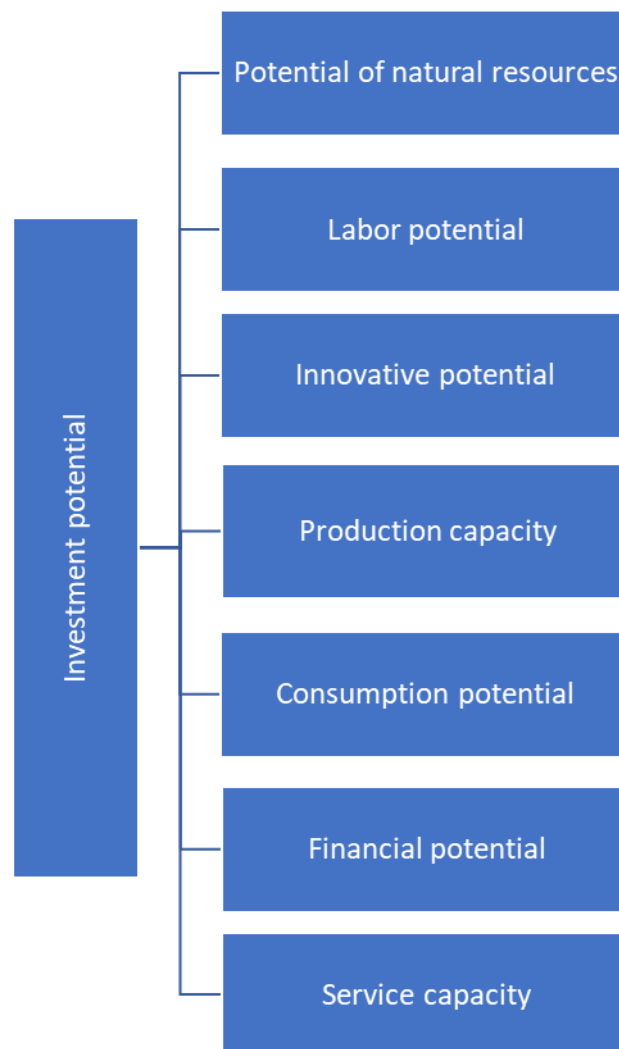 Potential of natural resources
Labor potential
Innovative potential
Investment potential
Production capacity
Consumption potential
Financial potential
Service capacity